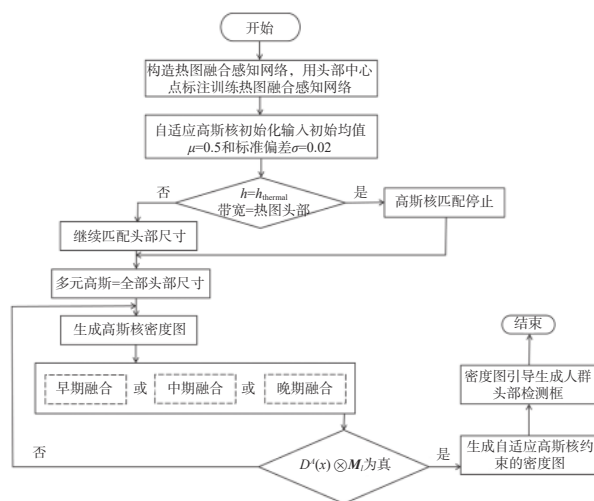 开始
构造热图融合感知网络，用头部中心
点标注训练热图融合感知网络
自适应高斯核初始化输入初始均值
μ=0.5和标准偏差σ=0.02
否
h=hthermal
带宽=热图头部
是
高斯核匹配停止
继续匹配头部尺寸
多元高斯=全部头部尺寸
生成高斯核密度图
早期融合 或 中期融合 或 晚期融合
否
D^A(x)⊗M_l为真
是
生成自适应高斯核约
束的密度图
密度图引导生成人群
头部检测框
结束